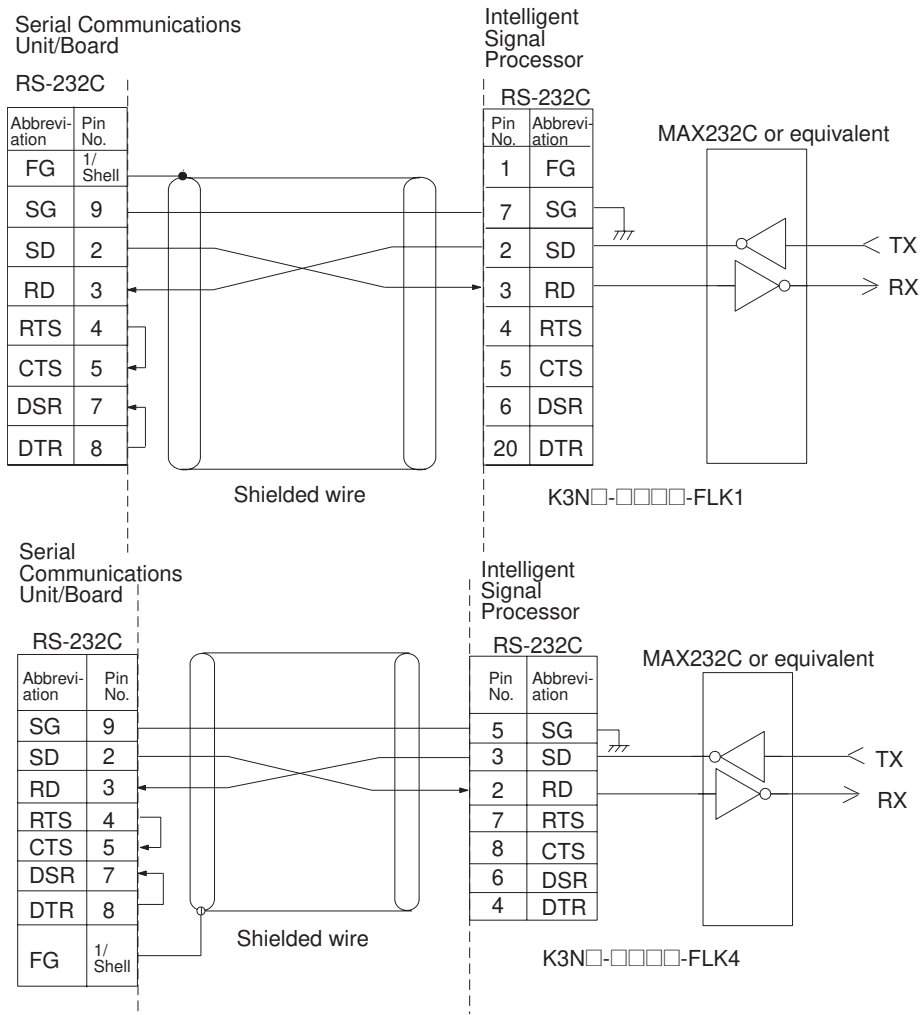 Serial Communications
Unit/Board
RS-232C
Abbrevi-
ation
Pin
No.
FG 1/
Shell
SG 9
SD 2
RD 3
RTS 4
CTS 5
DSR 7
DTR 8
Shielded wire
Intelligent
Signal
Processor
RS-232C
Pin
No.
Abbrevi-
ation
1 FG
7 SG
2 SD
3 RD
4 RTS
5 CTS
6 DSR
20 DTR
K3N□-□□□□-FLK1
MAX232C or equivalent
TX
RX
Serial
Communications
Unit/Board
RS-232C
Abbrevi-
ation
Pin
No.
SG 9
SD 2
RD 3
RTS 4
CTS 5
DSR 7
DTR 8
FG 1/
Shell
Shielded wire
Intelligent
Signal
Processor
RS-232C
Pin
No.
Abbrevi-
ation
5 SG
3 SD
2 RD
7 RTS
8 CTS
6 DSR
4 DTR
K3N□-□□□□-FLK4
MAX232C or equivalent
TX
RX